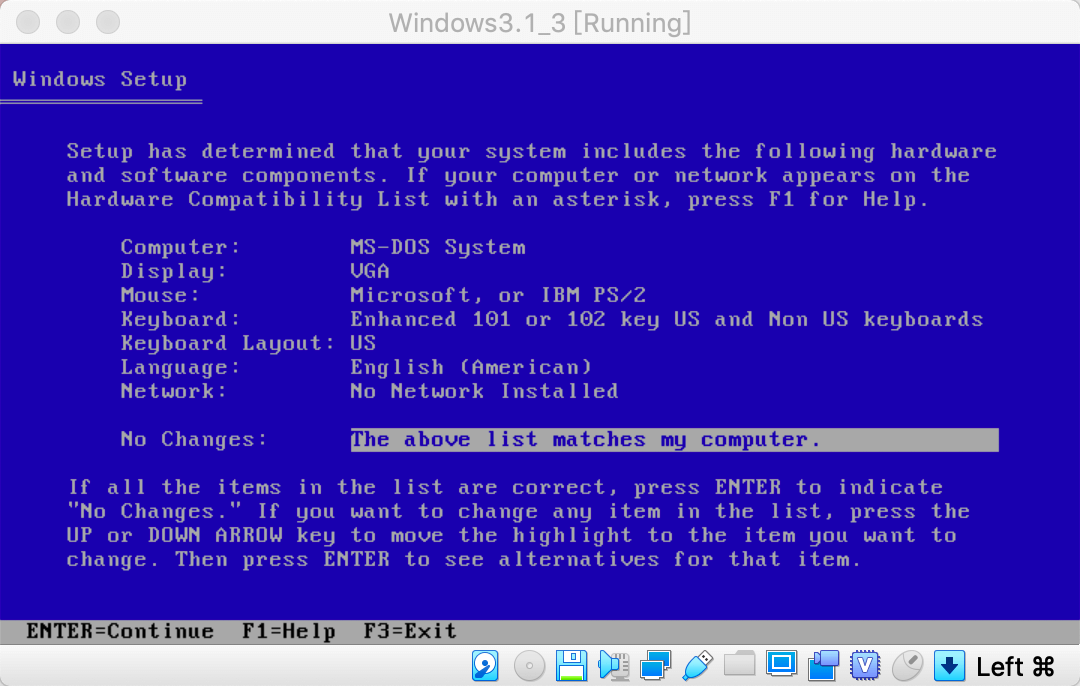 Windows3.1_3 [Running]
Windows Setup
Setup has determined that your system includes the following hardware
and software components. If your computer or network appears on the
Hardware Compatibility List with an asterisk, press F1 for Help.
Computer: MS-DOS System
Display: VGA
Mouse: Microsoft, or IBM PS/2
Keyboard: Enhanced 101 or 102 key US and Non US keyboards
Keyboard Layout: US
Language: English (American)
Network: No Network Installed
No Changes: The above list matches my computer.
If all the items in the list are correct, press ENTER to indicate
"No Changes." If you want to change any item in the list, press the
UP or DOWN ARROW key to move the highlight to the item you want to
change. Then press ENTER to see alternatives for that item.
ENTER=Continue F1=Help F3=Exit
V Left ⌘